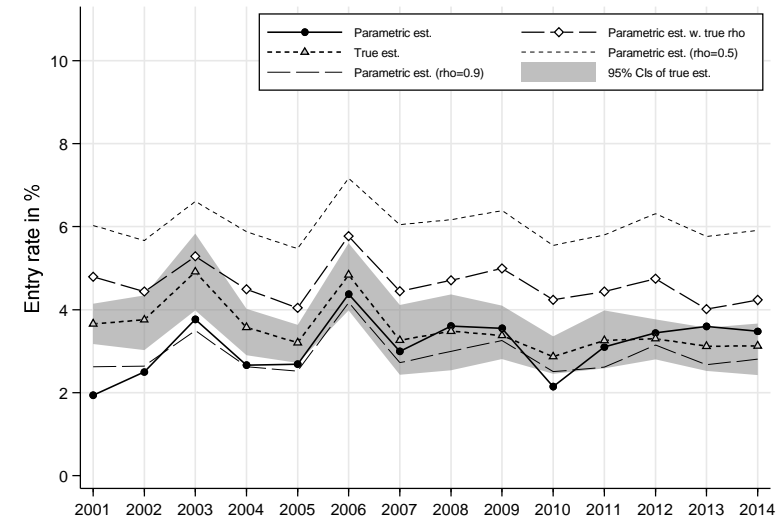 Parametric est.
Parametric est. w. true rho
True est.
Parametric est. (rho=0.5)
Parametric est. (rho=0.9)
95% CIs of true est.
Entry rate in %
10
8
6
4
2
0
2001 2002 2003 2004 2005 2006 2007 2008 2009 2010 2011 2012 2013 2014